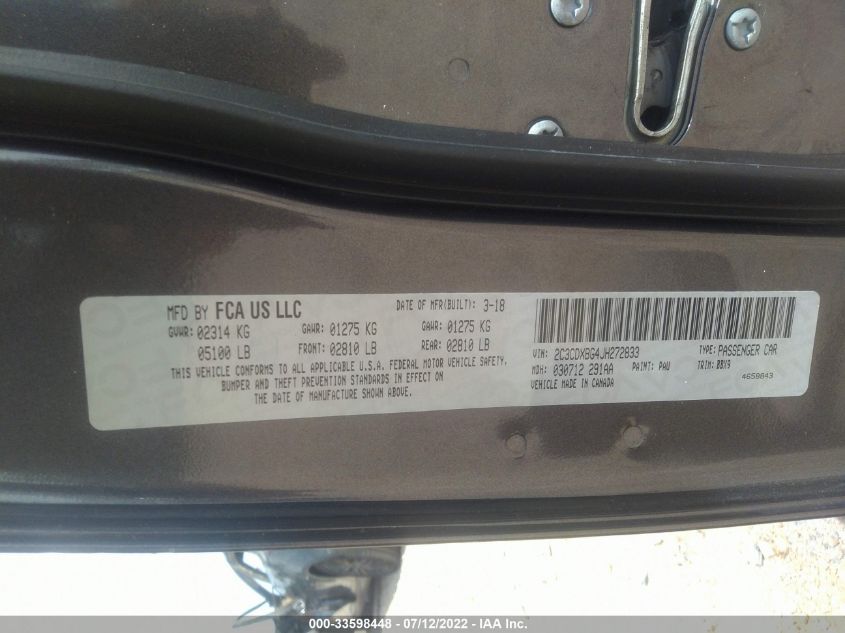 MFD BY FCA US LLC
DATE OF MFR(BUILT): 3-18
GVWR: 02314 KG GAWR: 01275 KG GAWR: 01275 KG
05100 LB FRONT: 02810 LB REAR: 02810 LB
THIS VEHICLE CONFORMS TO ALL APPLICABLE U.S.A. FEDERAL MOTOR VEHICLE SAFETY,
BUMPER AND THEFT PREVENTION STANDARDS IN EFFECT ON
THE DATE OF MANUFACTURE SHOWN ABOVE.
VIN: 2C3CDXBG4JH272833 TYPE: PASSENGER CAR
MDH: 030712 291AA PAINT: PAU TRIM: BBX9
VEHICLE MADE IN CANADA 4659843
000-33598448 - 07/12/2022 - IAA Inc.